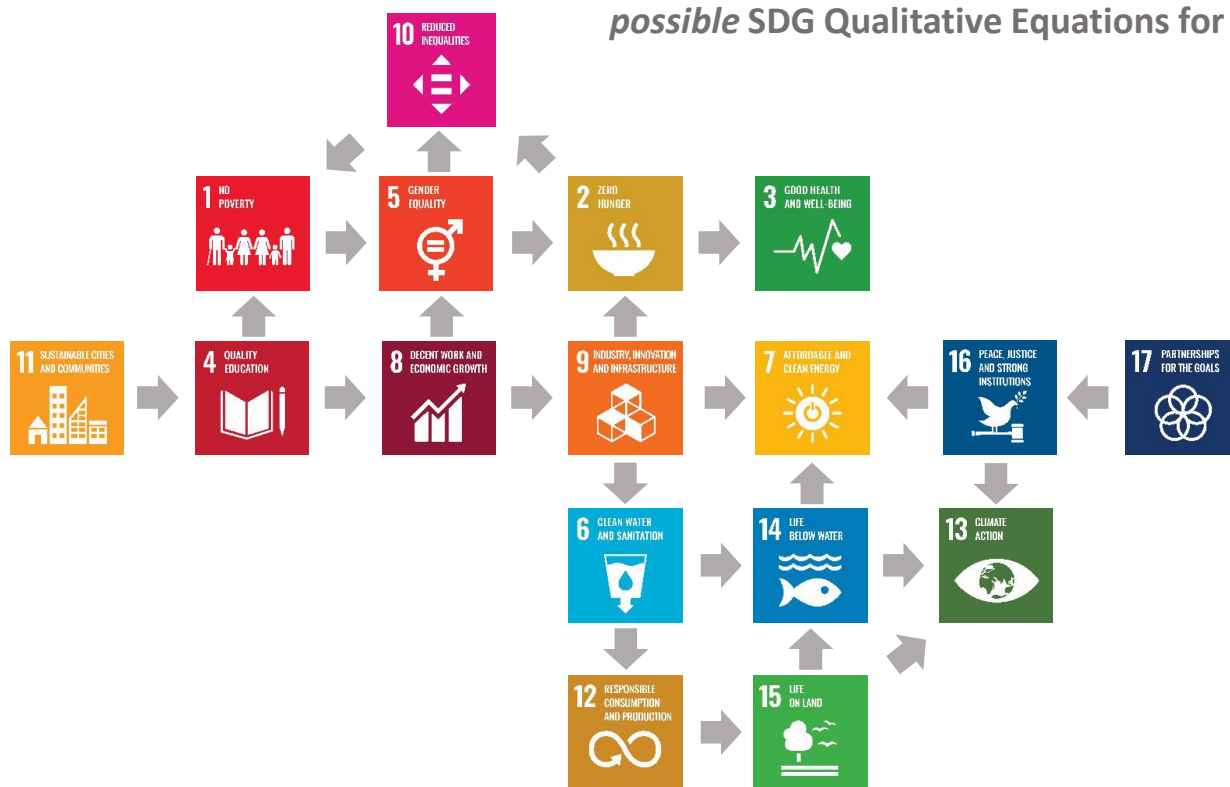 possible SDG Qualitative Equations for
10 REDUCED
INEQUALITIES
1 NO
POVERTY
5 GENDER
EQUALITY
2 ZERO
HUNGER
3 GOOD HEALTH
AND WELL-BEING
11 SUSTAINABLE CITIES
AND COMMUNITIES
4 QUALITY
EDUCATION
8 DECENT WORK AND
ECONOMIC GROWTH
9 INDUSTRY, INNOVATION
AND INFRASTRUCTURE
7 AFFORDABLE AND
CLEAN ENERGY
16 PEACE, JUSTICE
AND STRONG
INSTITUTIONS
17 PARTNERSHIPS
FOR THE GOALS
6 CLEAN WATER
AND SANITATION
14 LIFE
BELOW WATER
13 CLIMATE
ACTION
12 RESPONSIBLE
CONSUMPTION
AND PRODUCTION
15 LIFE
ON LAND